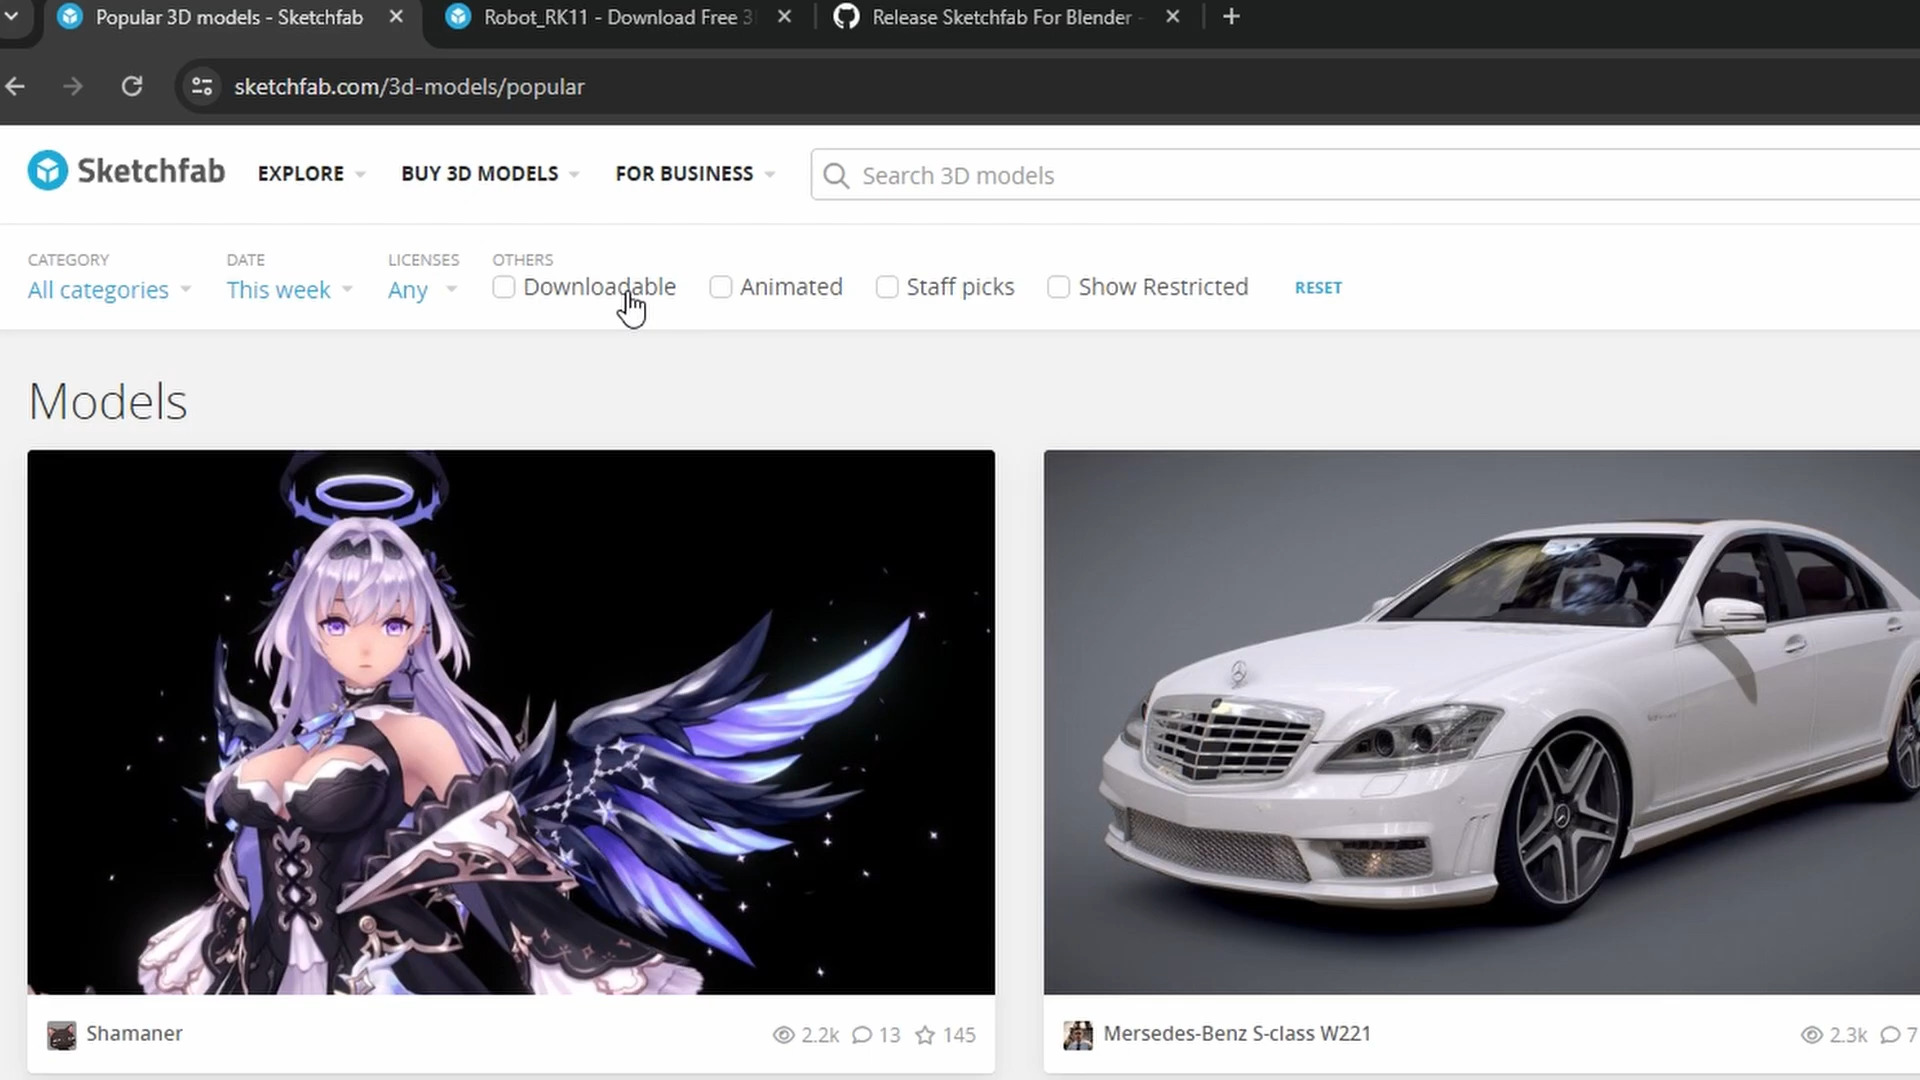 Popular 3D models - Sketchfab
Robot_RK11 - Download Free 3
Release Sketchfab For Blender -
sketchfab.com/3d-models/popular
Sketchfab
EXPLORE
BUY 3D MODELS
FOR BUSINESS
Search 3D models
CATEGORY
DATE
LICENSES
OTHERS
All categories
This week
Any
Downloadable
Animated
Staff picks
Show Restricted
RESET
Models
Shamaner
2.2k
13
145
Mersedes-Benz S-class W221
2.3k
7